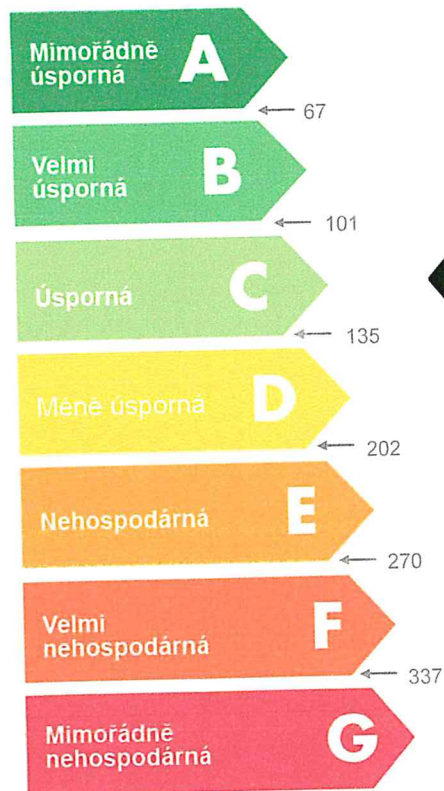 Mimořádně
úsporná
A
67
Velmi
úsporná
B
101
Úsporná
C
135
Méně úsporná
D
202
Nehospodárná
E
270
Velmi
nehospodárná
F
337
Mimořádně
nehospodárná
G